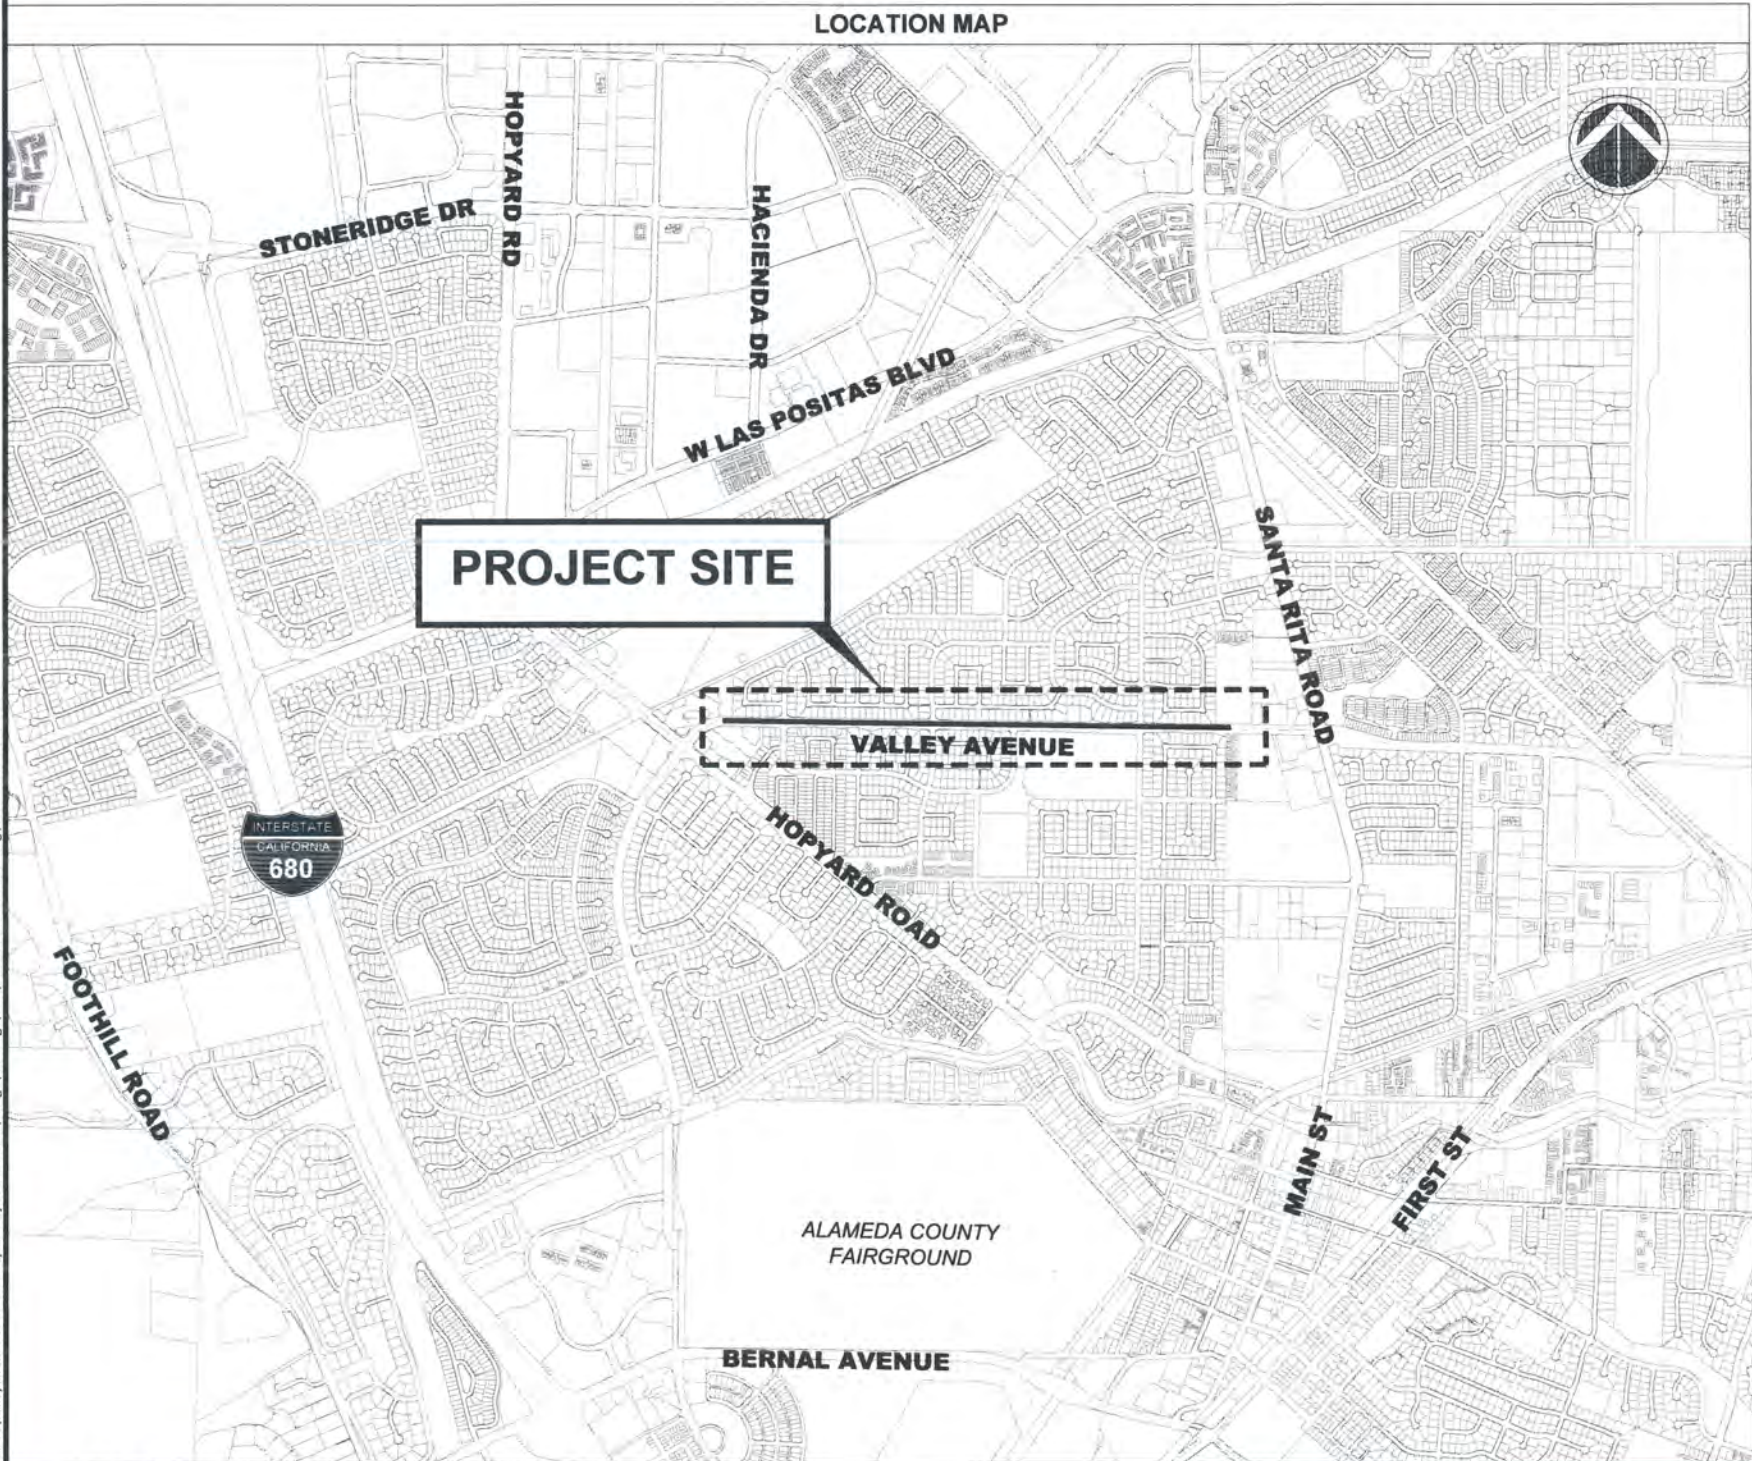 LOCATION MAP
HOPYARD RD
STONERIDGE DR
HACIENDA DR
W LAS POSITAS BLVD
PROJECT SITE
SANTA RITA ROAD
VALLEY AVENUE
HOPYARD ROAD
INTERSTATE
CALIFORNIA
680
FOOTHILL ROAD
MAIN ST
FIRST ST
ALAMEDA COUNTY
FAIRGROUND
BERNAL AVENUE